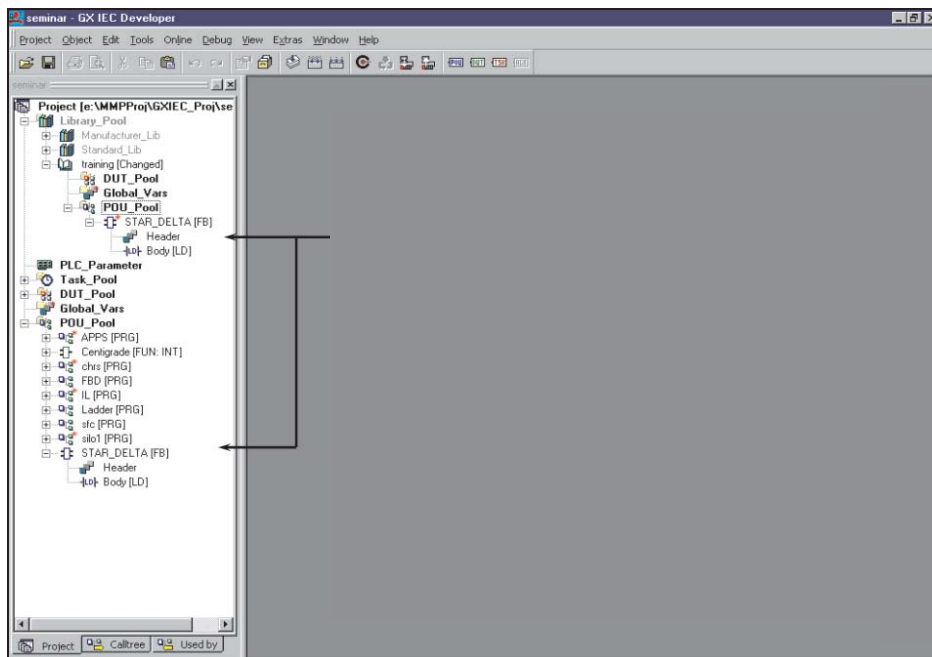 seminar - GX IEC Developer
Project Object Edit Tools Online Debug View Extras Window Help
seminar
Project [e:\MMPProj\GXIEC_Proj\se
Library_Pool
Manufacturer_Lib
Standard_Lib
training [Changed]
DUT_Pool
Global_Vars
POU_Pool
STAR_DELTA [FB]
Header
Body [LD]
PLC_Parameter
Task_Pool
DUT_Pool
Global_Vars
POU_Pool
APPS [PRG]
Centigrade [FUN: INT]
chrs [PRG]
FBD [PRG]
IL [PRG]
Ladder [PRG]
sfc [PRG]
silo1 [PRG]
STAR_DELTA [FB]
Header
Body [LD]
Project Calltree Used by